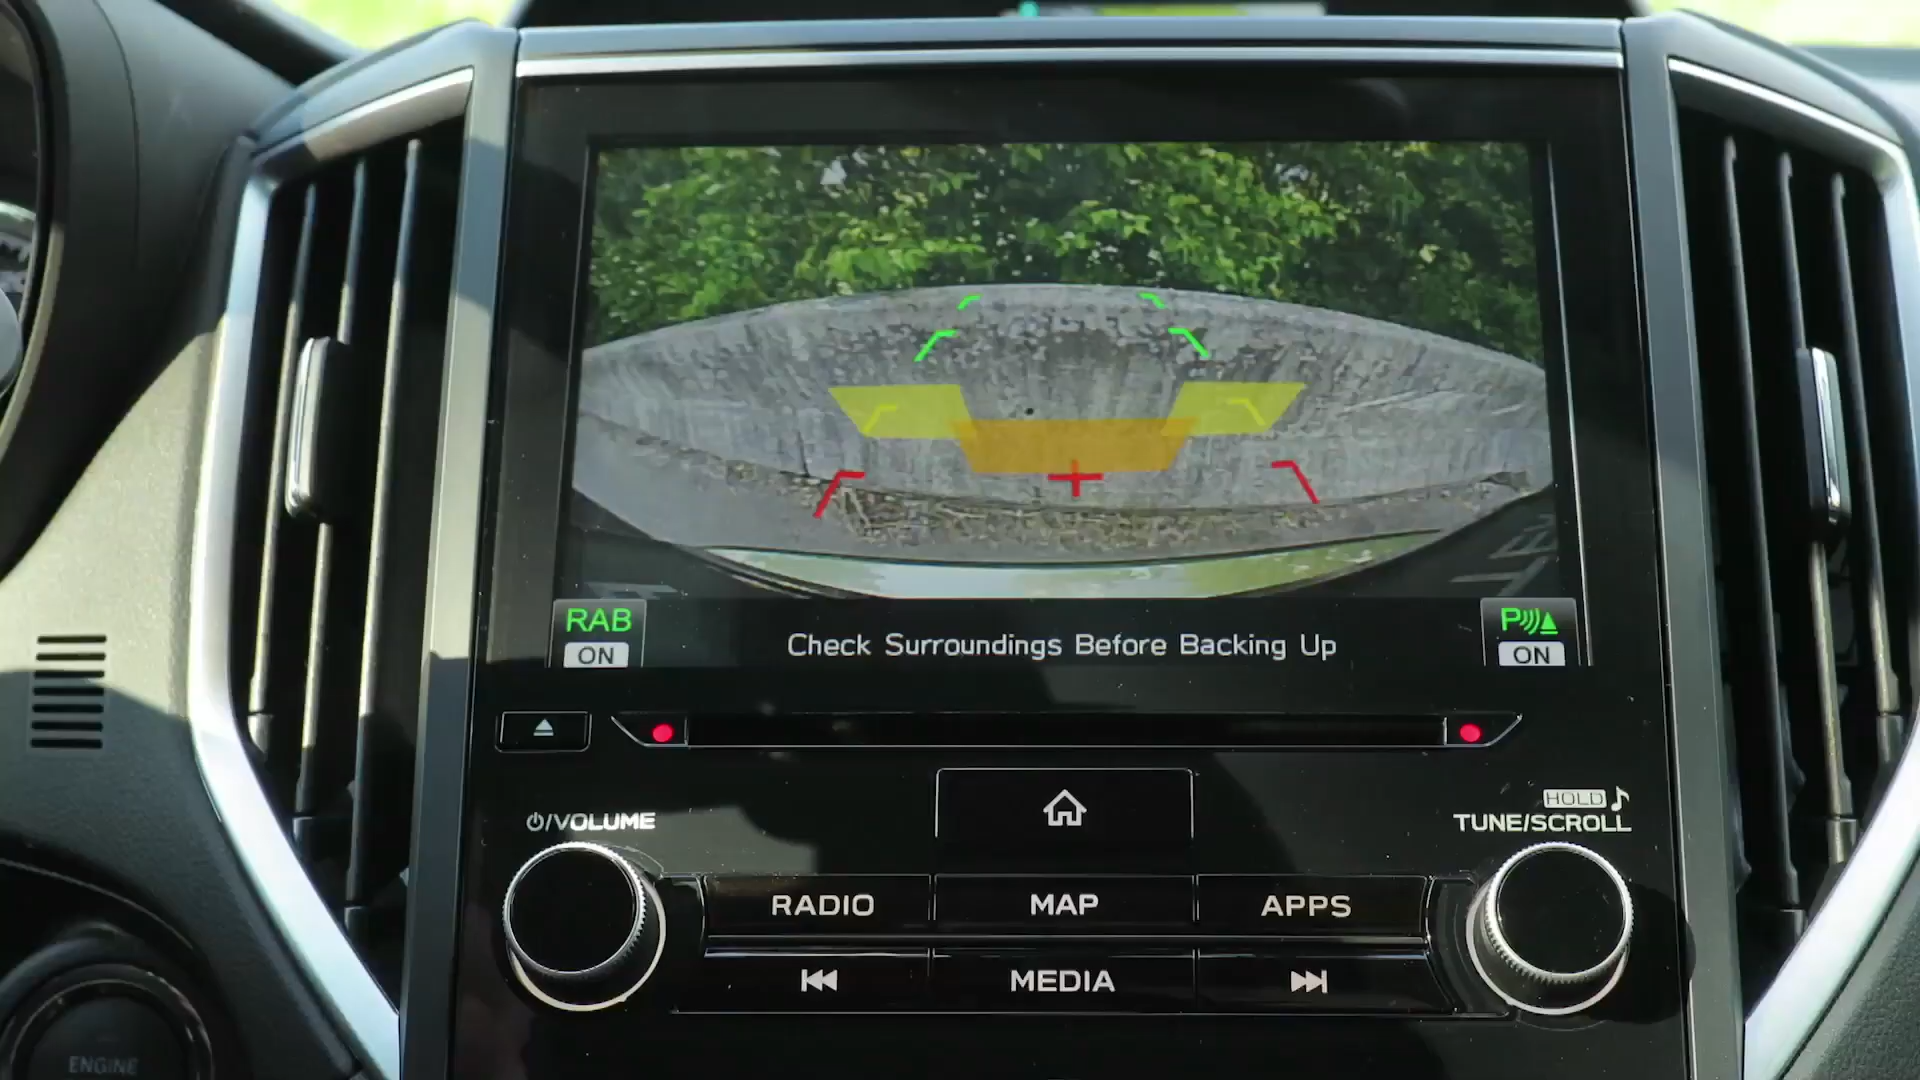 RAB
ON
Check Surroundings Before Backing Up
P
ON
/VOLUME
HOLD
TUNE/SCROLL
RADIO
MAP
APPS
MEDIA
ENGINE